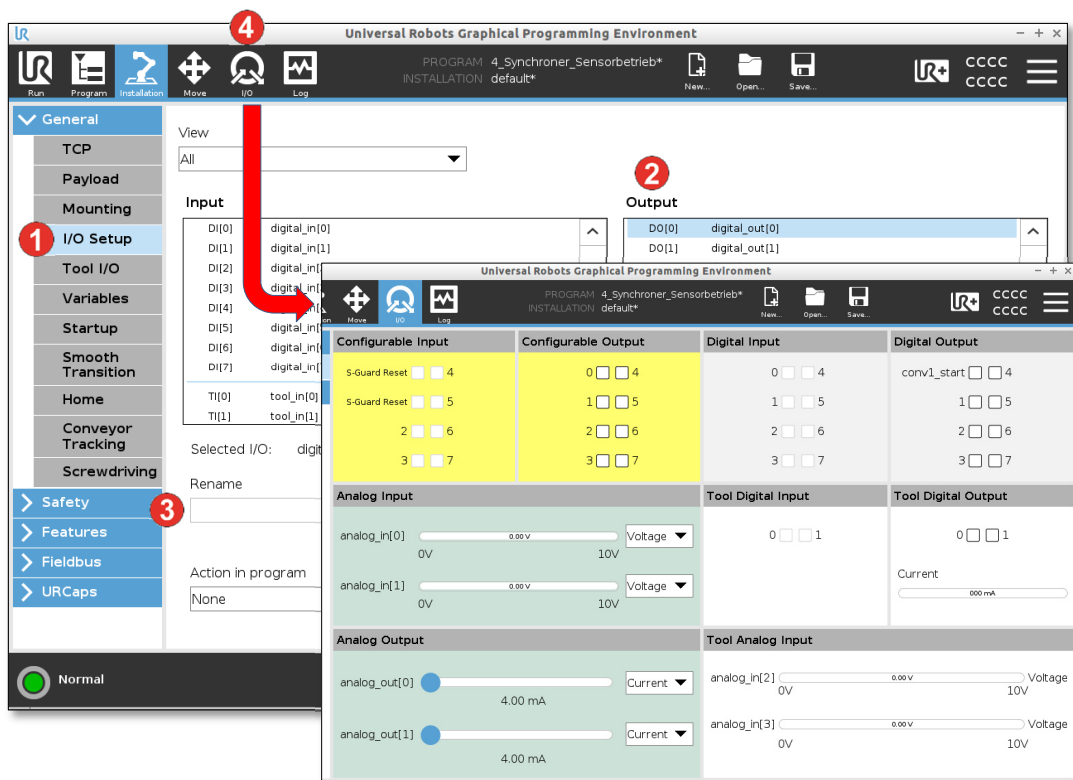 4
Universal Robots Graphical Programming Environment
PROGRAM 4_Synchroner_Sensorbetrieb*
INSTALLATION default*
Run Program Installation Move I/O Log New... Open... Save... UR+ CCCC
CCCC
General
TCP
Payload
Mounting
1 I/O Setup
Tool I/O
Variables
Startup
Smooth
Transition
Home
Conveyor
Tracking
Screwdriving
Safety
Features
Fieldbus
URCaps
View
All
Input
DI[0] digital_in[0]
DI[1] digital_in[1]
DI[2] digital_in[
DI[3] digital_in[
DI[4] digital_in[
DI[5] digital_in[
DI[6] digital_in[
DI[7] digital_in[
TI[0] tool_in[0]
TI[1] tool_in[1]
2
Output
DO[0] digital_out[0]
DO[1] digital_out[1]
Selected I/O: digit
Rename
3
Action in program
None
Normal
Universal Robots Graphical Programming Environment
PROGRAM 4_Synchroner_Sensorbetrieb*
INSTALLATION default*
on Move I/O Log New... Open... Save... UR+ CCCC
CCCC
Configurable Input
S-Guard Reset 4
S-Guard Reset 5
2 6
3 7
Configurable Output
0 4
1 5
2 6
3 7
Digital Input
0 4
1 5
2 6
3 7
Digital Output
conv1_start 4
1 5
2 6
3 7
Analog Input
analog_in[0] 0.00 V Voltage
0V 10V
analog_in[1] 0.00 V Voltage
0V 10V
Tool Digital Input
0 1
Tool Digital Output
0 1
Current
000 mA
Analog Output
analog_out[0] Current
4.00 mA
analog_out[1] Current
4.00 mA
Tool Analog Input
analog_in[2] 0.00 V Voltage
0V 10V
analog_in[3] 0.00 V Voltage
0V 10V